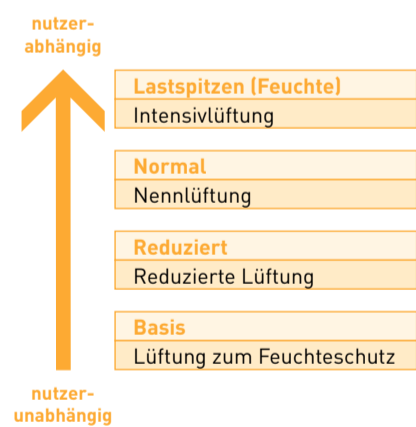 nutzer-
abhängig
Lastspitzen (Feuchte)
Intensivlüftung
Normal
Nennlüftung
Reduziert
Reduzierte Lüftung
Basis
Lüftung zum Feuchteschutz
nutzer-
unabhängig